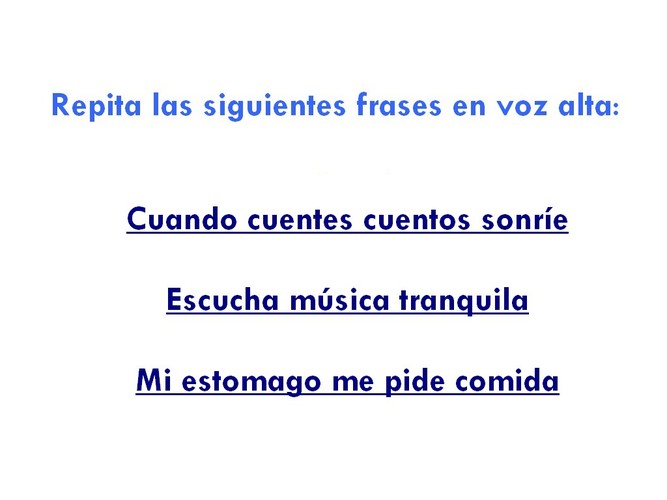 Repita las siguientes frases en voz alta:
Cuando cuentes cuentos sonríe
Escucha música tranquila
Mi estomago me pide comida